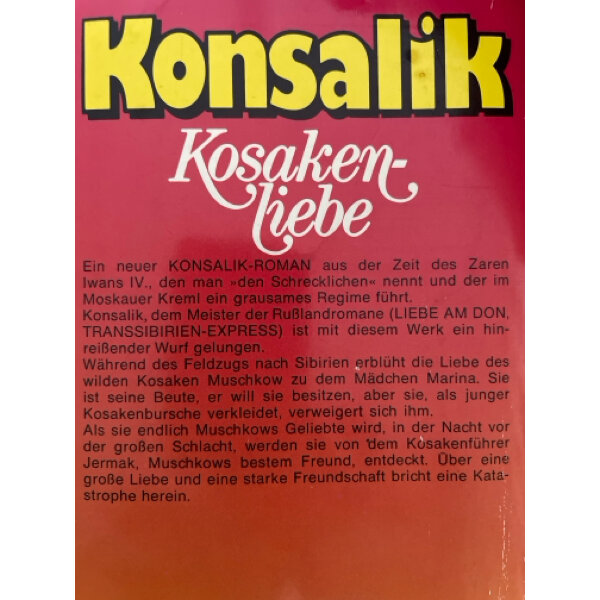 Konsalik
Kosaken-
liebe
Ein neuer KONSALIK-ROMAN aus der Zeit des Zaren
Iwans IV., den man »den Schrecklichen« nennt und der im
Moskauer Kreml ein grausames Regime führt.
Konsalik, dem Meister der Rußlandromane (LIEBE AM DON,
TRANSSIBIRIEN-EXPRESS) ist mit diesem Werk ein hin-
reißender Wurf gelungen.
Während des Feldzugs nach Sibirien erblüht die Liebe des
wilden Kosaken Muschkow zu dem Mädchen Marina. Sie
ist seine Beute, er will sie besitzen, aber sie, als junger
Kosakenbursche verkleidet, verweigert sich ihm.
Als sie endlich Muschkows Geliebte wird, in der Nacht vor
der großen Schlacht, werden sie von dem Kosakenführer
Jermak, Muschkows bestem Freund, entdeckt. Über eine
große Liebe und eine starke Freundschaft bricht eine Kata-
strophe herein.